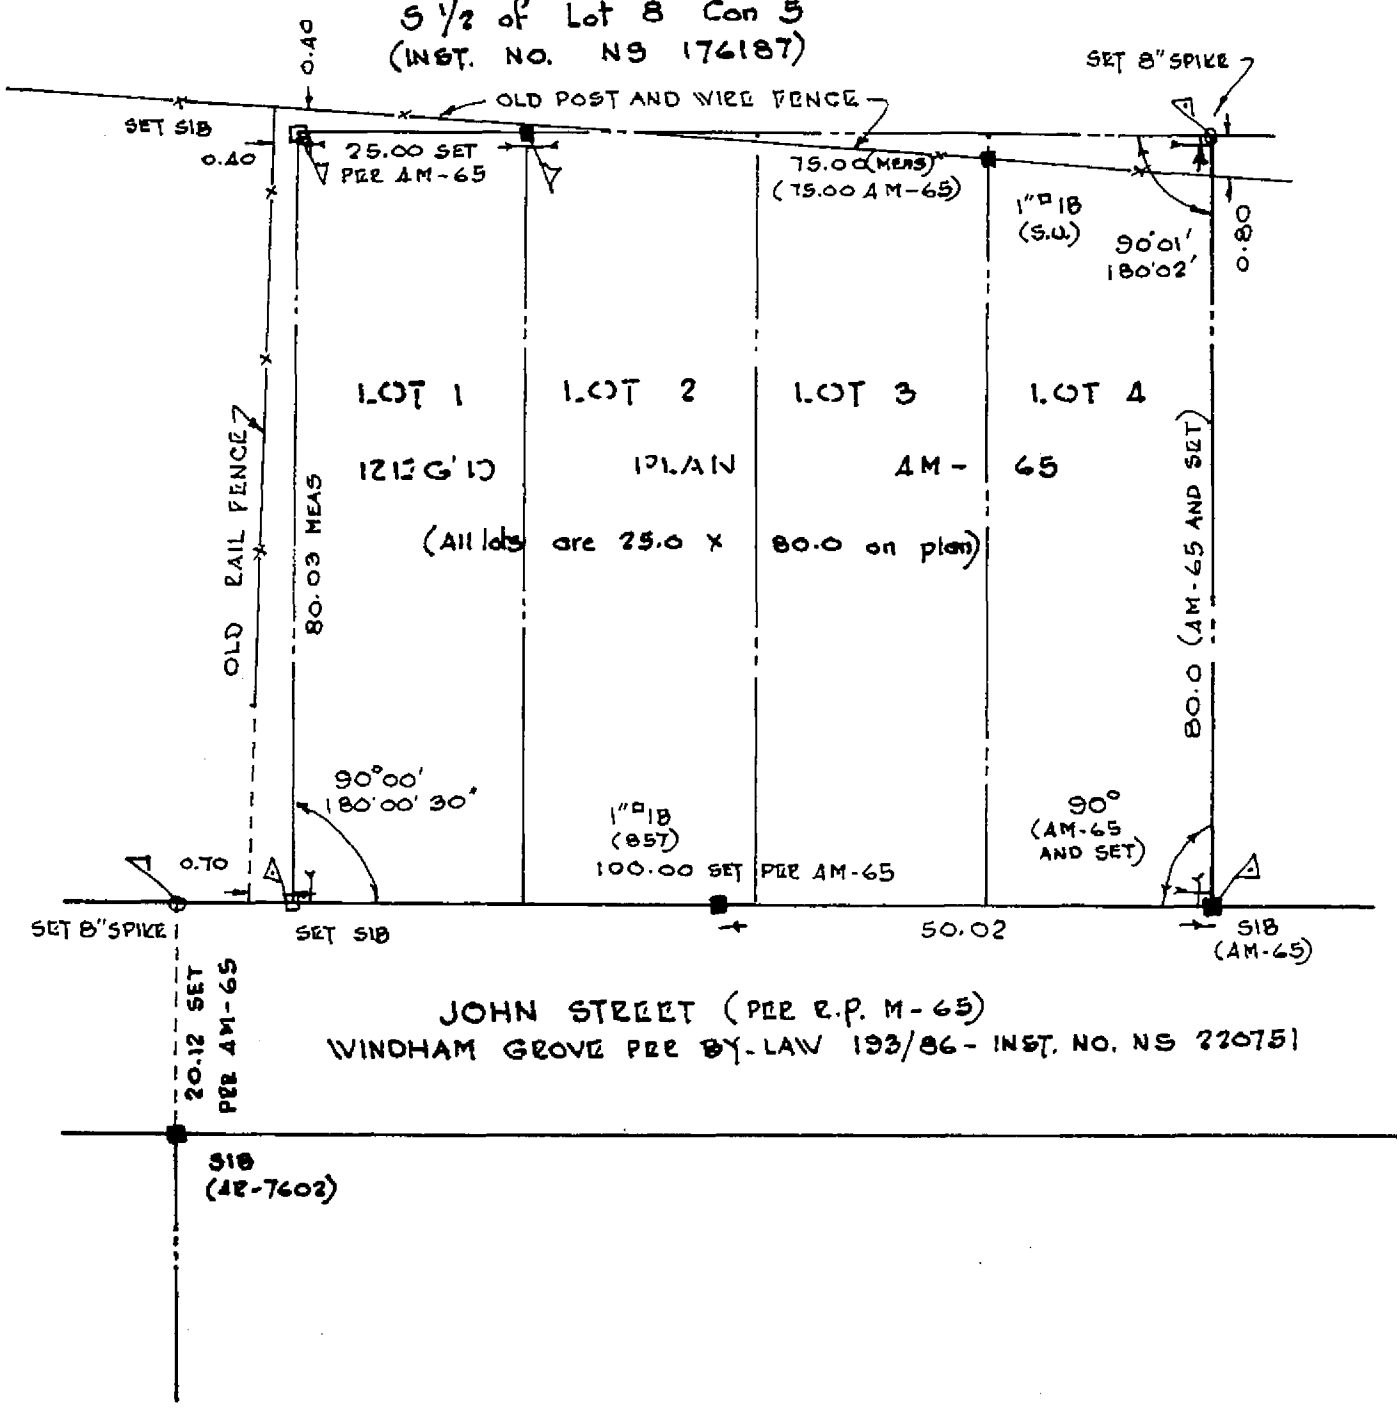 S 1/2 of Lot 8 Con 5
(INST. NO. NS 176187)
0.40
SET 8" SPIKE
OLD POST AND WIRE FENCE
SET SIB
0.40
25.00 SET
PER AM-65
75.00 (MEAS)
(75.00 AM-65)
1" □ IB
(S.U.)
90°01'
180°02'
0.80
LOT 1
LOT 2
LOT 3
LOT 4
REG'D PLAN AM-65
(All lots are 25.0 x 80.0 on plan)
OLD RAIL FENCE
80.03 MEAS
80.0 (AM-65 AND SET)
90°00'
180°00'30"
1" □ IB
(857)
100.00 SET PER AM-65
90°
(AM-65
AND SET)
0.70
SET 8" SPIKE
SET SIB
50.02
SIB
(AM-65)
20.12 SET
PER AM-65
JOHN STREET (PER R.P. M-65)
WINDHAM GROVE PER BY-LAW 193/86 - INST. NO. NS 220751
SIB
(AR-7602)